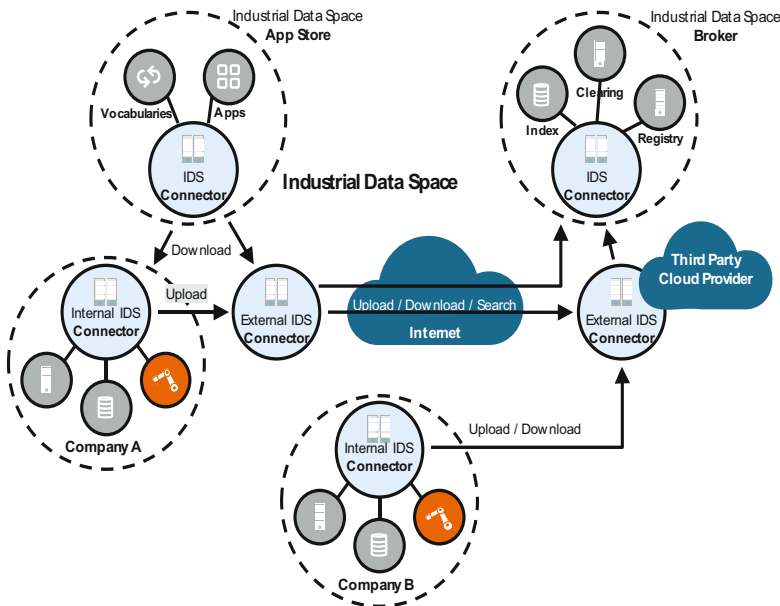 Industrial Data Space
App Store
Industrial Data Space
Broker
Vocabularies
Apps
Clearing
Index
Registry
IDS
Connector
IDS
Connector
Industrial Data Space
Download
Third Party
Cloud Provider
Internal IDS
Connector
Upload
External IDS
Connector
Upload / Download / Search
Internet
External IDS
Connector
Company A
Upload / Download
Internal IDS
Connector
Company B